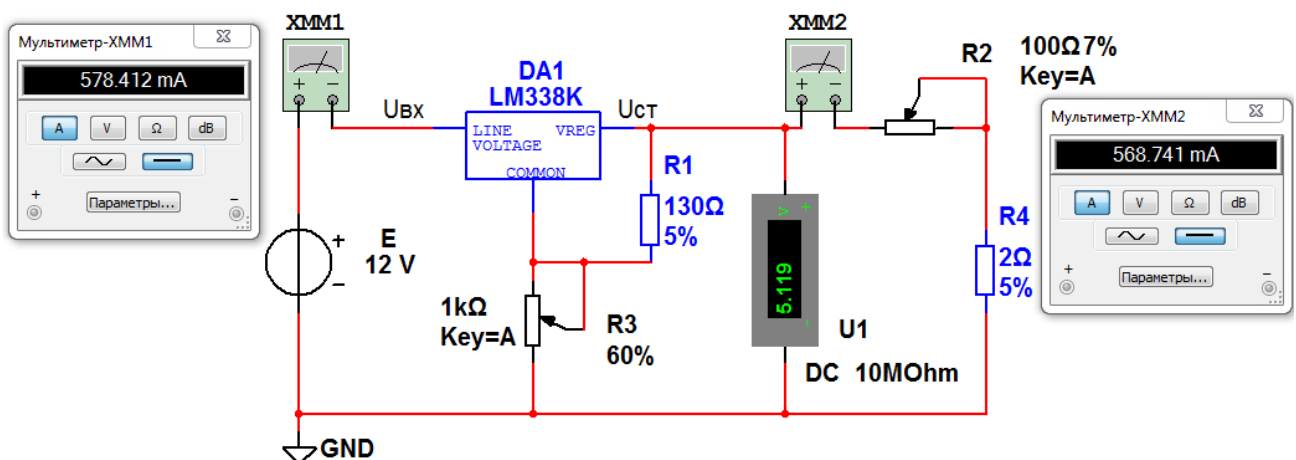 XMM1
Мультиметр-XMM1
578.412 mA
A V Ω dB
Параметры...
+ −
+ −
E
12 V
+
−
GND
UВХ
DA1
LM338K
LINE VREG
VOLTAGE
COMMON
UСТ
R1
130Ω
5%
1kΩ
Key=A
R3
60%
XMM2
+ −
V +
5.119
−
U1
DC 10MOhm
R2
100Ω 7%
Key=A
R4
2Ω
5%
Мультиметр-XMM2
568.741 mA
A V Ω dB
Параметры...
+ −